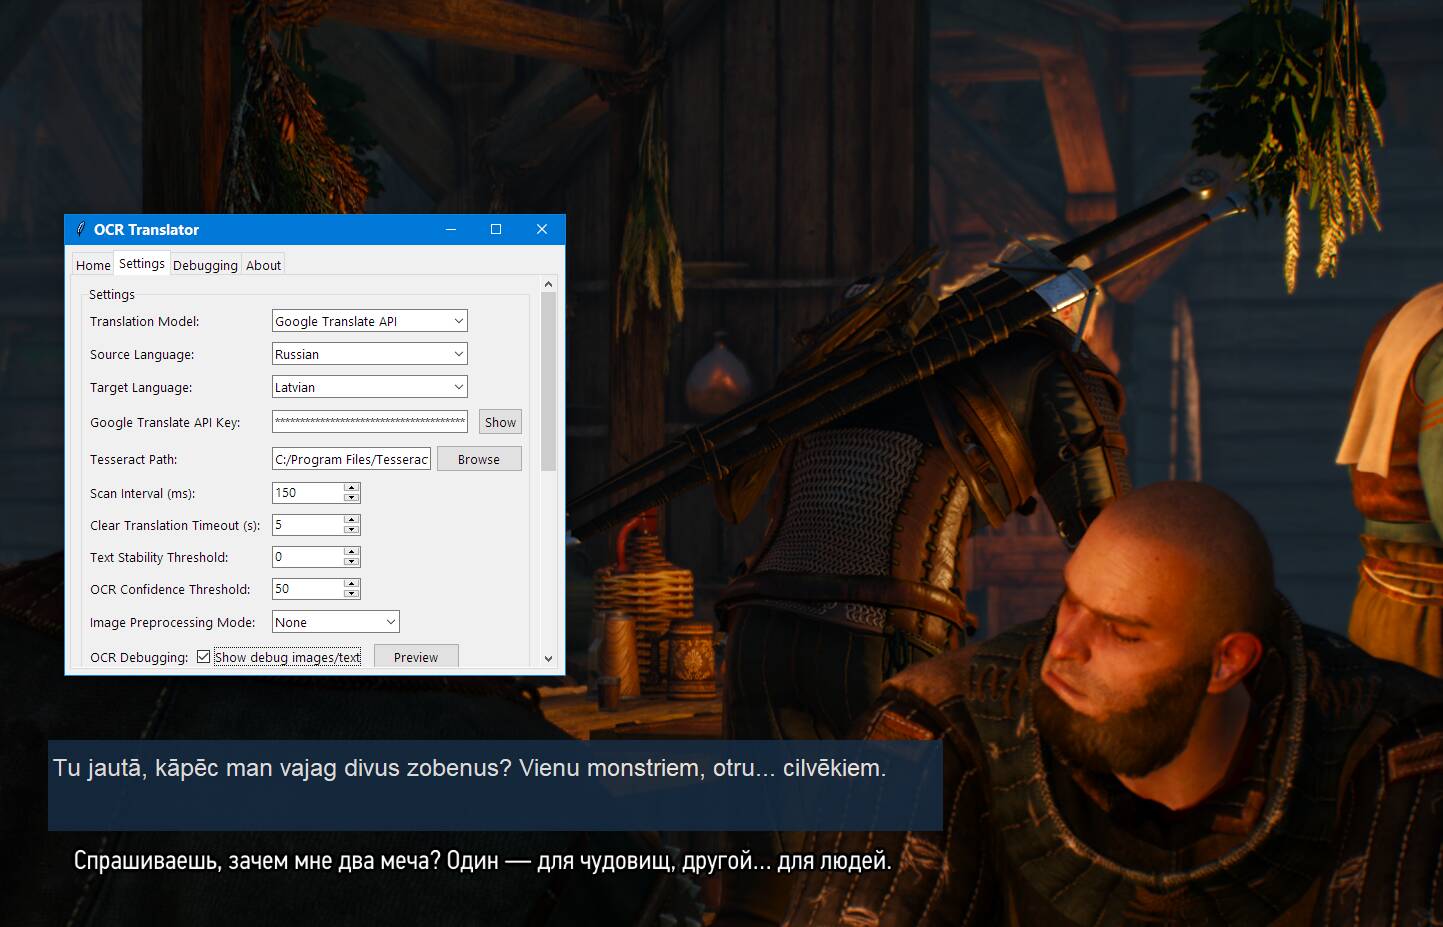 OCR Translator
Home Settings Debugging About
Settings
Translation Model: Google Translate API
Source Language: Russian
Target Language: Latvian
Google Translate API Key: ************************************** Show
Tesseract Path: C:/Program Files/Tesserac Browse
Scan Interval (ms): 150
Clear Translation Timeout (s): 5
Text Stability Threshold: 0
OCR Confidence Threshold: 50
Image Preprocessing Mode: None
OCR Debugging: Show debug images/text Preview
Tu jautā, kāpēc man vajag divus zobenus? Vienu monstriem, otru... cilvēkiem.
Спрашиваешь, зачем мне два меча? Один — для чудовищ, другой... для людей.